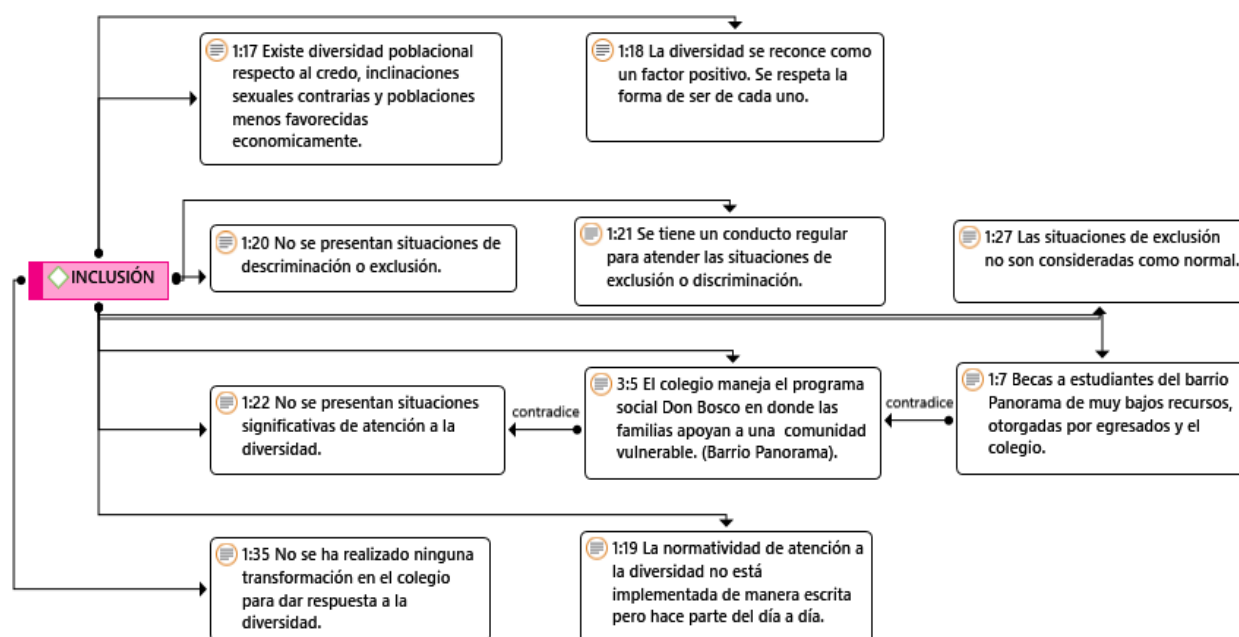 1:17 Existe diversidad poblacional
respecto al credo, inclinaciones
sexuales contrarias y poblaciones
menos favorecidas
economicamente.
1:18 La diversidad se reconce como
un factor positivo. Se respeta la
forma de ser de cada uno.
INCLUSIÓN
1:20 No se presentan situaciones de
descriminación o exclusión.
1:21 Se tiene un conducto regular
para atender las situaciones de
exclusión o discriminación.
1:27 Las situaciones de exclusión
no son consideradas como normal.
1:22 No se presentan situaciones
significativas de atención a la
diversidad.
contradice
3:5 El colegio maneja el programa
social Don Bosco en donde las
familias apoyan a una comunidad
vulnerable. (Barrio Panorama).
contradice
1:7 Becas a estudiantes del barrio
Panorama de muy bajos recursos,
otorgadas por egresados y el
colegio.
1:35 No se ha realizado ninguna
transformación en el colegio
para dar respuesta a la
diversidad.
1:19 La normatividad de atención a
la diversidad no está
implementada de manera escrita
pero hace parte del día a día.